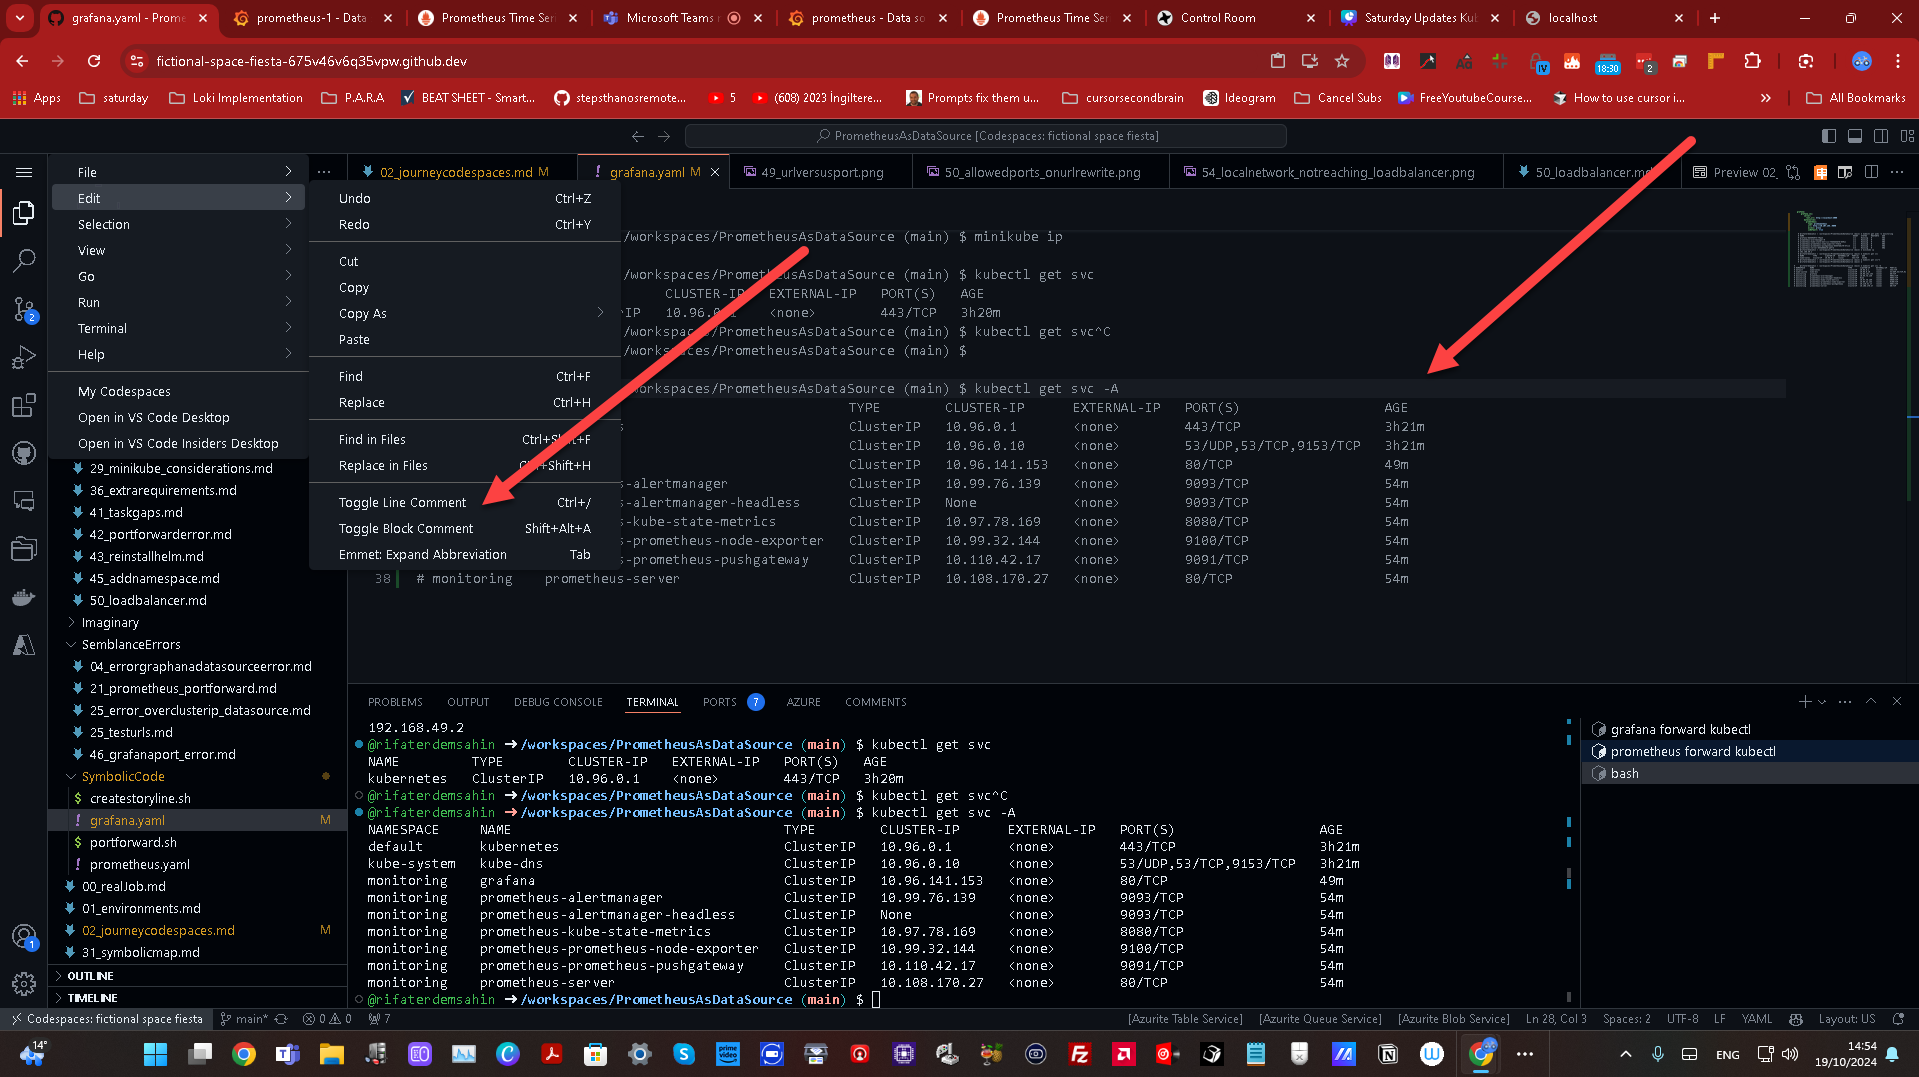 grafana.yaml - Prome
prometheus-1 - Data
Prometheus Time Ser
Microsoft Teams
prometheus - Data so
Prometheus Time Ser
Control Room
Saturday Updates Ku
localhost
fictional-space-fiesta-675v46v6q35vpw.github.dev
IV
18:30
2
Apps
saturday
Loki Implementation
P.A.R.A
BEAT SHEET - Smart...
stepsthanosremote...
5
(608) 2023 İngiltere...
Prompts fix them u...
cursorsecondbrain
Ideogram
Cancel Subs
FreeYoutubeCourse...
How to use cursor i...
All Bookmarks
PrometheusAsDataSource [Codespaces: fictional space fiesta]
File
Edit
Selection
View
Go
Run
Terminal
Help
My Codespaces
Open in VS Code Desktop
Open in VS Code Insiders Desktop
Undo Ctrl+Z
Redo Ctrl+Y
Cut
Copy
Copy As
Paste
Find Ctrl+F
Replace Ctrl+H
Find in Files
Replace in Files
Toggle Line Comment Ctrl+/
Toggle Block Comment Shift+Alt+A
Emmet: Expand Abbreviation Tab
02_journeycodespaces.md M
grafana.yaml M
49_urlversusport.png
50_allowedports_onurlrewrite.png
54_localnetwork_notreaching_loadbalancer.png
50_loadbalancer.md
Preview 02_
/workspaces/PrometheusAsDataSource (main) $ minikube ip
/workspaces/PrometheusAsDataSource (main) $ kubectl get svc
CLUSTER-IP EXTERNAL-IP PORT(S) AGE
IP 10.96.0.1 <none> 443/TCP 3h20m
/workspaces/PrometheusAsDataSource (main) $ kubectl get svc^C
/workspaces/PrometheusAsDataSource (main) $
/workspaces/PrometheusAsDataSource (main) $ kubectl get svc -A
TYPE CLUSTER-IP EXTERNAL-IP PORT(S) AGE
s ClusterIP 10.96.0.1 <none> 443/TCP 3h21m
ClusterIP 10.96.0.10 <none> 53/UDP,53/TCP,9153/TCP 3h21m
ClusterIP 10.96.141.153 <none> 80/TCP 49m
s-alertmanager ClusterIP 10.99.76.139 <none> 9093/TCP 54m
s-alertmanager-headless ClusterIP None <none> 9093/TCP 54m
s-kube-state-metrics ClusterIP 10.97.78.169 <none> 8080/TCP 54m
s-prometheus-node-exporter ClusterIP 10.99.32.144 <none> 9100/TCP 54m
s-prometheus-pushgateway ClusterIP 10.110.42.17 <none> 9091/TCP 54m
38 # monitoring prometheus-server ClusterIP 10.108.170.27 <none> 80/TCP 54m
29_minikube_considerations.md
36_extrarequirements.md
41_taskgaps.md
42_portforwarderror.md
43_reinstallhelm.md
45_addnamespace.md
50_loadbalancer.md
Imaginary
SemblanceErrors
04_errorgraphanadatasourceerror.md
21_prometheus_portforward.md
25_error_overclusterip_datasource.md
25_testurls.md
46_grafanaport_error.md
SymbolicCode
createstoryline.sh
grafana.yaml M
portforward.sh
prometheus.yaml
00_realJob.md
01_environments.md
02_journeycodespaces.md M
31_symbolicmap.md
OUTLINE
TIMELINE
2
1
PROBLEMS OUTPUT DEBUG CONSOLE TERMINAL PORTS 7 AZURE COMMENTS
192.168.49.2
@rifaterdemsahin ➜/workspaces/PrometheusAsDataSource (main) $ kubectl get svc
NAME TYPE CLUSTER-IP EXTERNAL-IP PORT(S) AGE
kubernetes ClusterIP 10.96.0.1 <none> 443/TCP 3h20m
@rifaterdemsahin ➜/workspaces/PrometheusAsDataSource (main) $ kubectl get svc^C
@rifaterdemsahin ➜/workspaces/PrometheusAsDataSource (main) $ kubectl get svc -A
NAMESPACE NAME TYPE CLUSTER-IP EXTERNAL-IP PORT(S) AGE
default kubernetes ClusterIP 10.96.0.1 <none> 443/TCP 3h21m
kube-system kube-dns ClusterIP 10.96.0.10 <none> 53/UDP,53/TCP,9153/TCP 3h21m
monitoring grafana ClusterIP 10.96.141.153 <none> 80/TCP 49m
monitoring prometheus-alertmanager ClusterIP 10.99.76.139 <none> 9093/TCP 54m
monitoring prometheus-alertmanager-headless ClusterIP None <none> 9093/TCP 54m
monitoring prometheus-kube-state-metrics ClusterIP 10.97.78.169 <none> 8080/TCP 54m
monitoring prometheus-prometheus-node-exporter ClusterIP 10.99.32.144 <none> 9100/TCP 54m
monitoring prometheus-prometheus-pushgateway ClusterIP 10.110.42.17 <none> 9091/TCP 54m
monitoring prometheus-server ClusterIP 10.108.170.27 <none> 80/TCP 54m
@rifaterdemsahin ➜/workspaces/PrometheusAsDataSource (main) $
grafana forward kubectl
prometheus forward kubectl
bash
Codespaces: fictional space fiesta
main*
0 0
7
[Azurite Table Service]
[Azurite Queue Service]
[Azurite Blob Service]
Ln 28, Col 3
Spaces: 2
UTF-8
LF
YAML
Layout: US
14°
ENG
14:54
19/10/2024